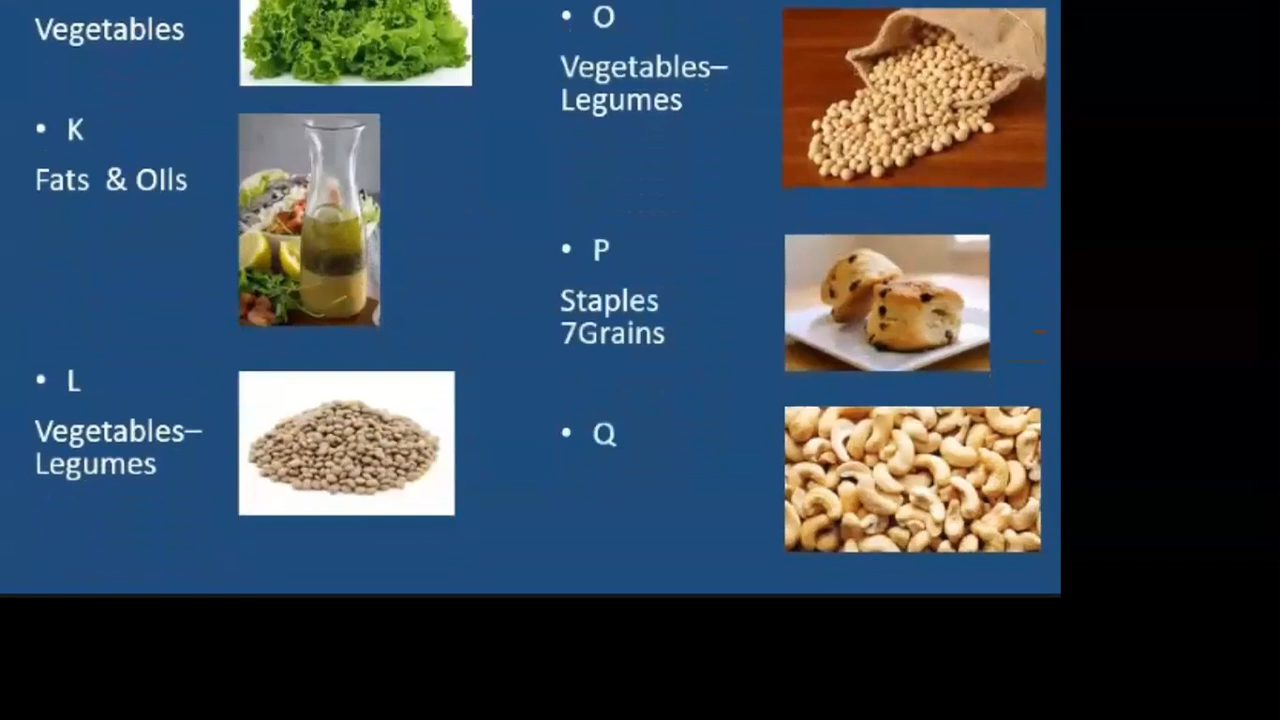 Vegetables
• K
Fats & OIls
• L
Vegetables–
Legumes
• O
Vegetables–
Legumes
• P
Staples
7Grains
• Q